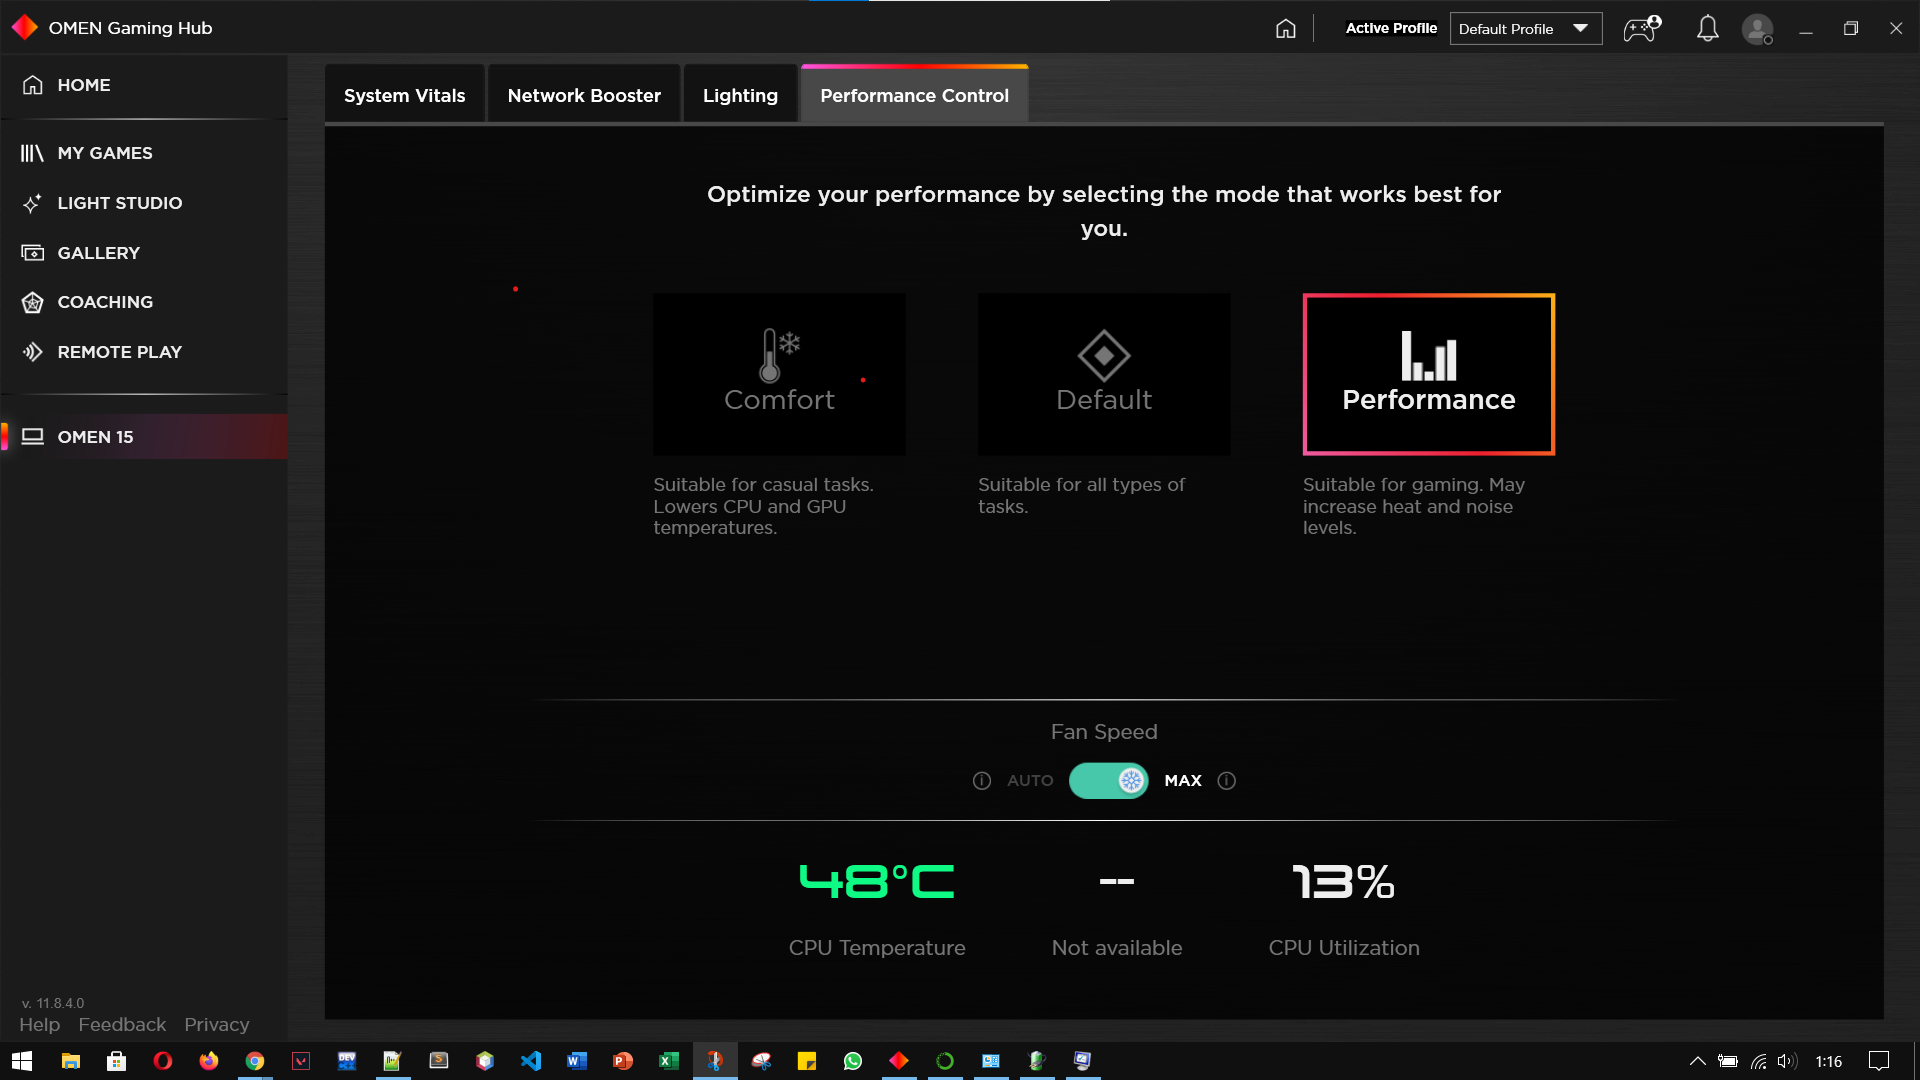 OMEN Gaming Hub
Active Profile
Default Profile
HOME
MY GAMES
LIGHT STUDIO
GALLERY
COACHING
REMOTE PLAY
OMEN 15
v. 11.8.4.0
Help Feedback Privacy
System Vitals
Network Booster
Lighting
Performance Control
Optimize your performance by selecting the mode that works best for
you.
Comfort
Suitable for casual tasks.
Lowers CPU and GPU
temperatures.
Default
Suitable for all types of
tasks.
Performance
Suitable for gaming. May
increase heat and noise
levels.
Fan Speed
AUTO
MAX
48°C
CPU Temperature
--
Not available
13%
CPU Utilization
DEV
S
W
P
X
1:16